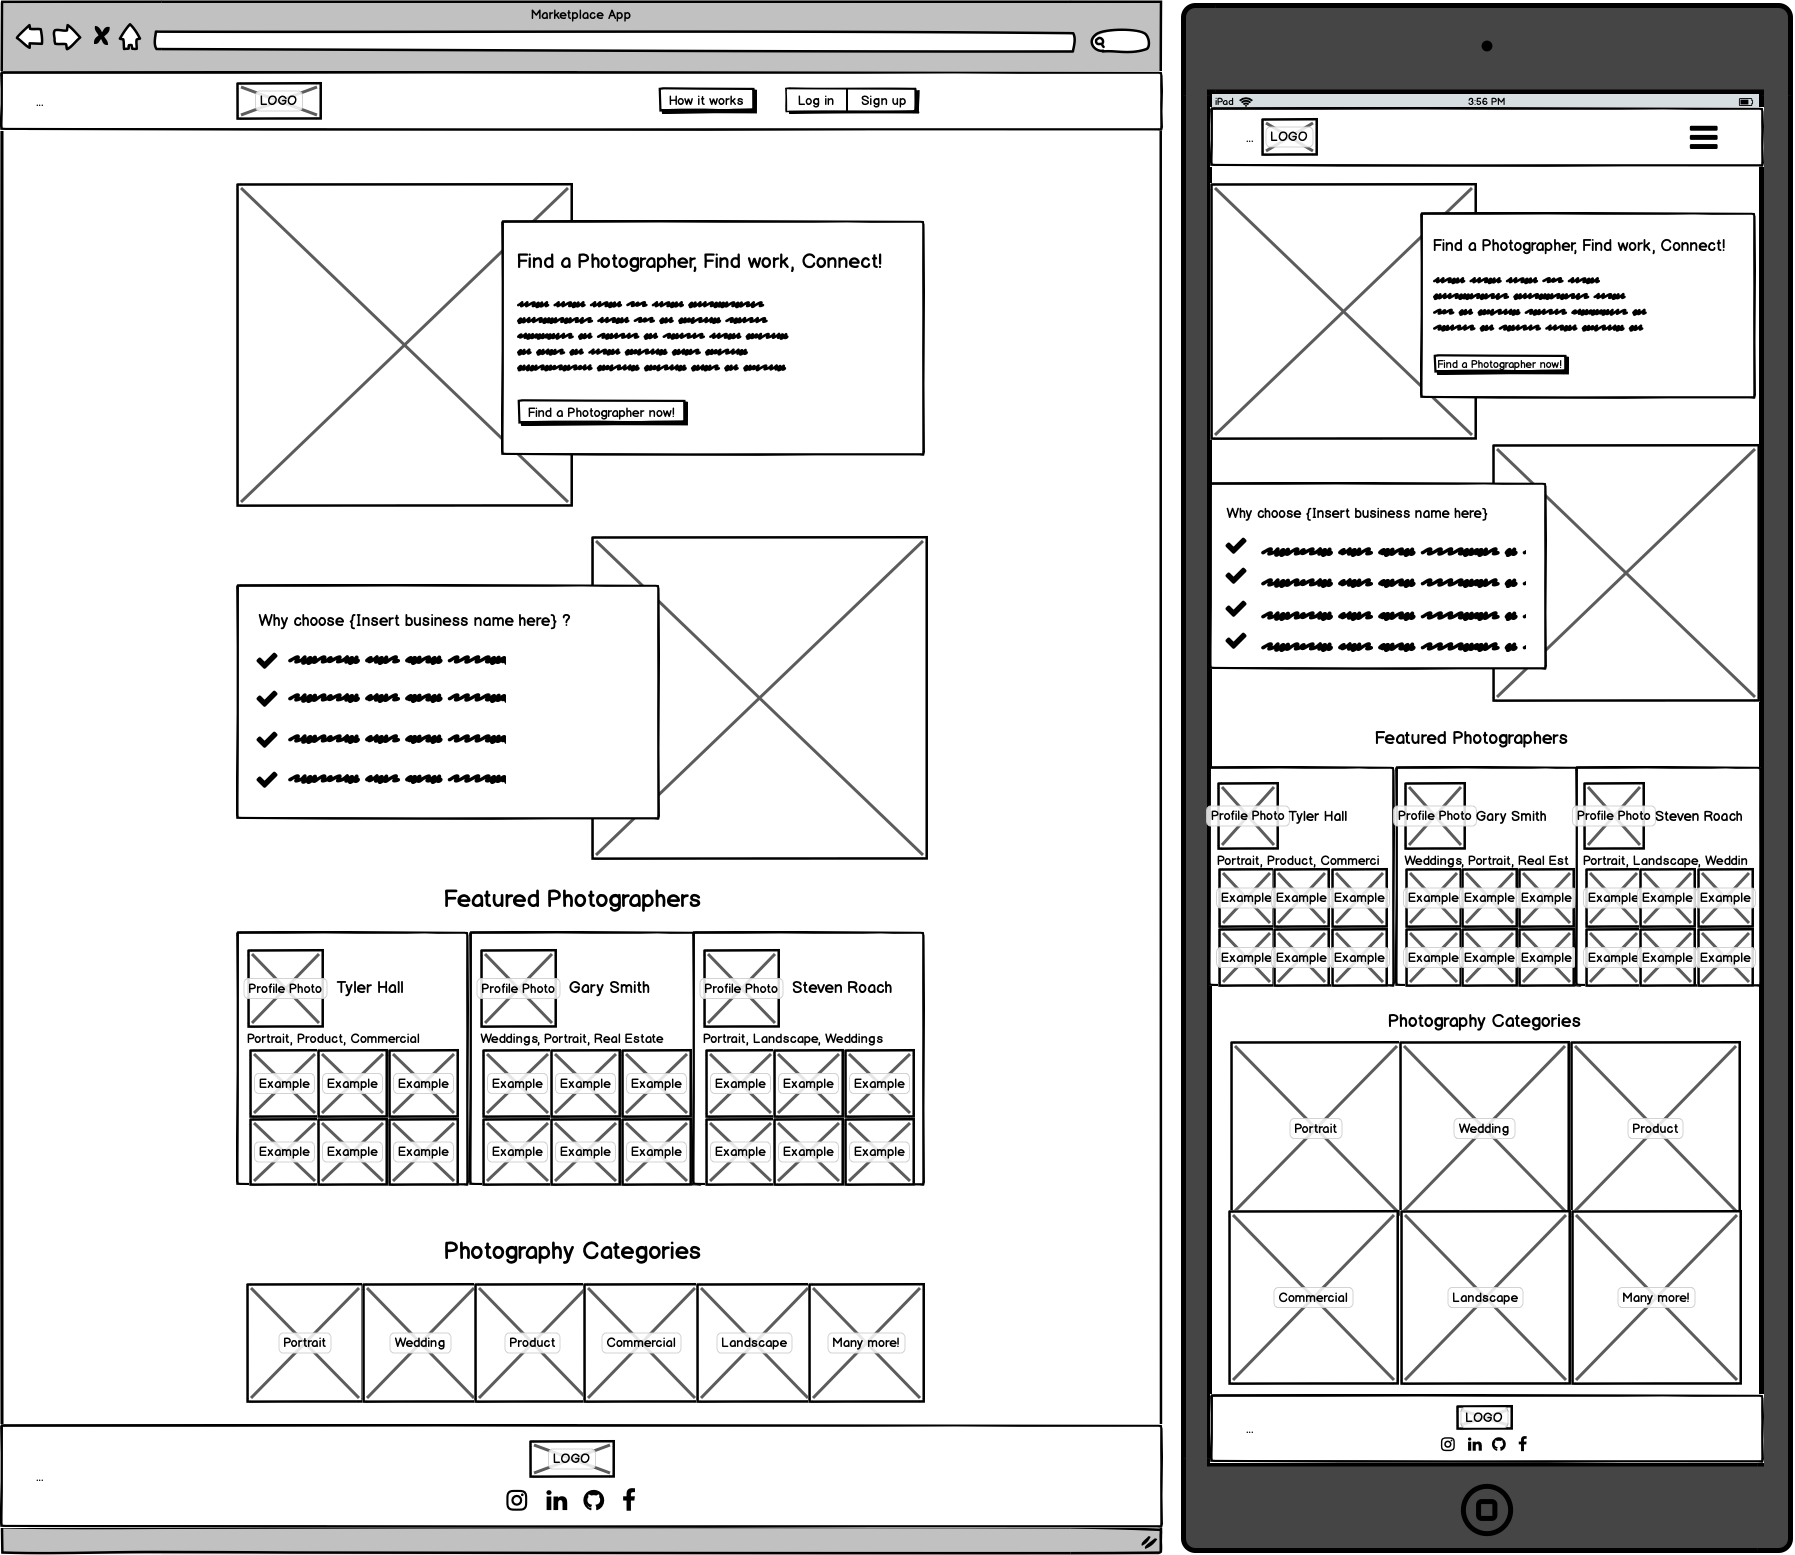 Marketplace App
...
LOGO
How it works
Log in
Sign up
Find a Photographer, Find work, Connect!
Find a Photographer now!
Why choose {Insert business name here} ?
Featured Photographers
Profile Photo
Tyler Hall
Portrait, Product, Commercial
Example Example Example
Example Example Example
Profile Photo
Gary Smith
Weddings, Portrait, Real Estate
Example Example Example
Example Example Example
Profile Photo
Steven Roach
Portrait, Landscape, Weddings
Example Example Example
Example Example Example
Photography Categories
Portrait
Wedding
Product
Commercial
Landscape
Many more!
...
LOGO
iPad
3:56 PM
...
LOGO
Find a Photographer, Find work, Connect!
Find a Photographer now!
Why choose {Insert business name here}
Featured Photographers
Profile Photo
Tyler Hall
Portrait, Product, Commerci
Example Example Example
Example Example Example
Profile Photo
Gary Smith
Weddings, Portrait, Real Est
Example Example Example
Example Example Example
Profile Photo
Steven Roach
Portrait, Landscape, Weddin
Example Example Example
Example Example Example
Photography Categories
Portrait
Wedding
Product
Commercial
Landscape
Many more!
...
LOGO